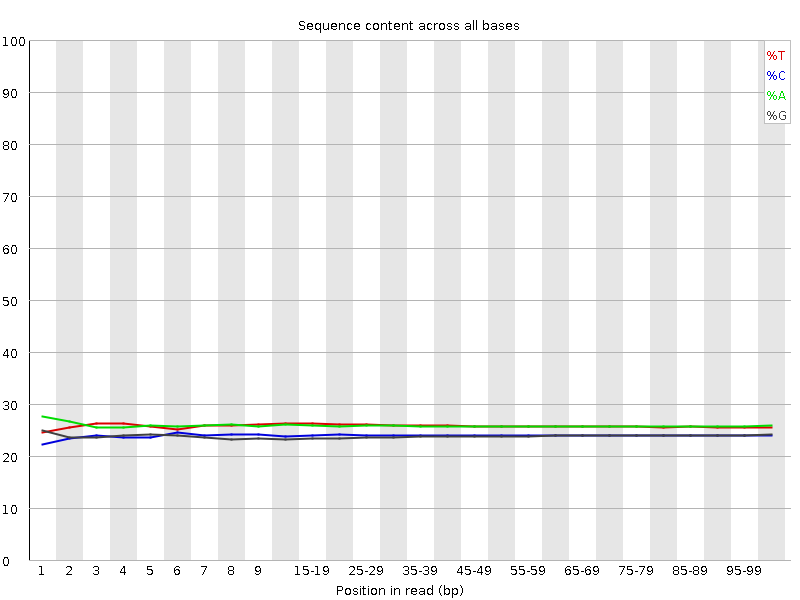 Sequence content across all bases
100
90
80
70
60
50
40
30
20
10
0
%T
%C
%A
%G
1 2 3 4 5 6 7 8 9 15-19 25-29 35-39 45-49 55-59 65-69 75-79 85-89 95-99
Position in read (bp)